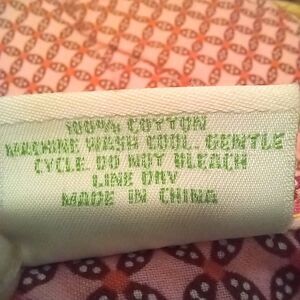 100% COTTON
MACHINE WASH COOL. GENTLE
CYCLE. DO NOT BLEACH
LINE DRY
MADE IN CHINA